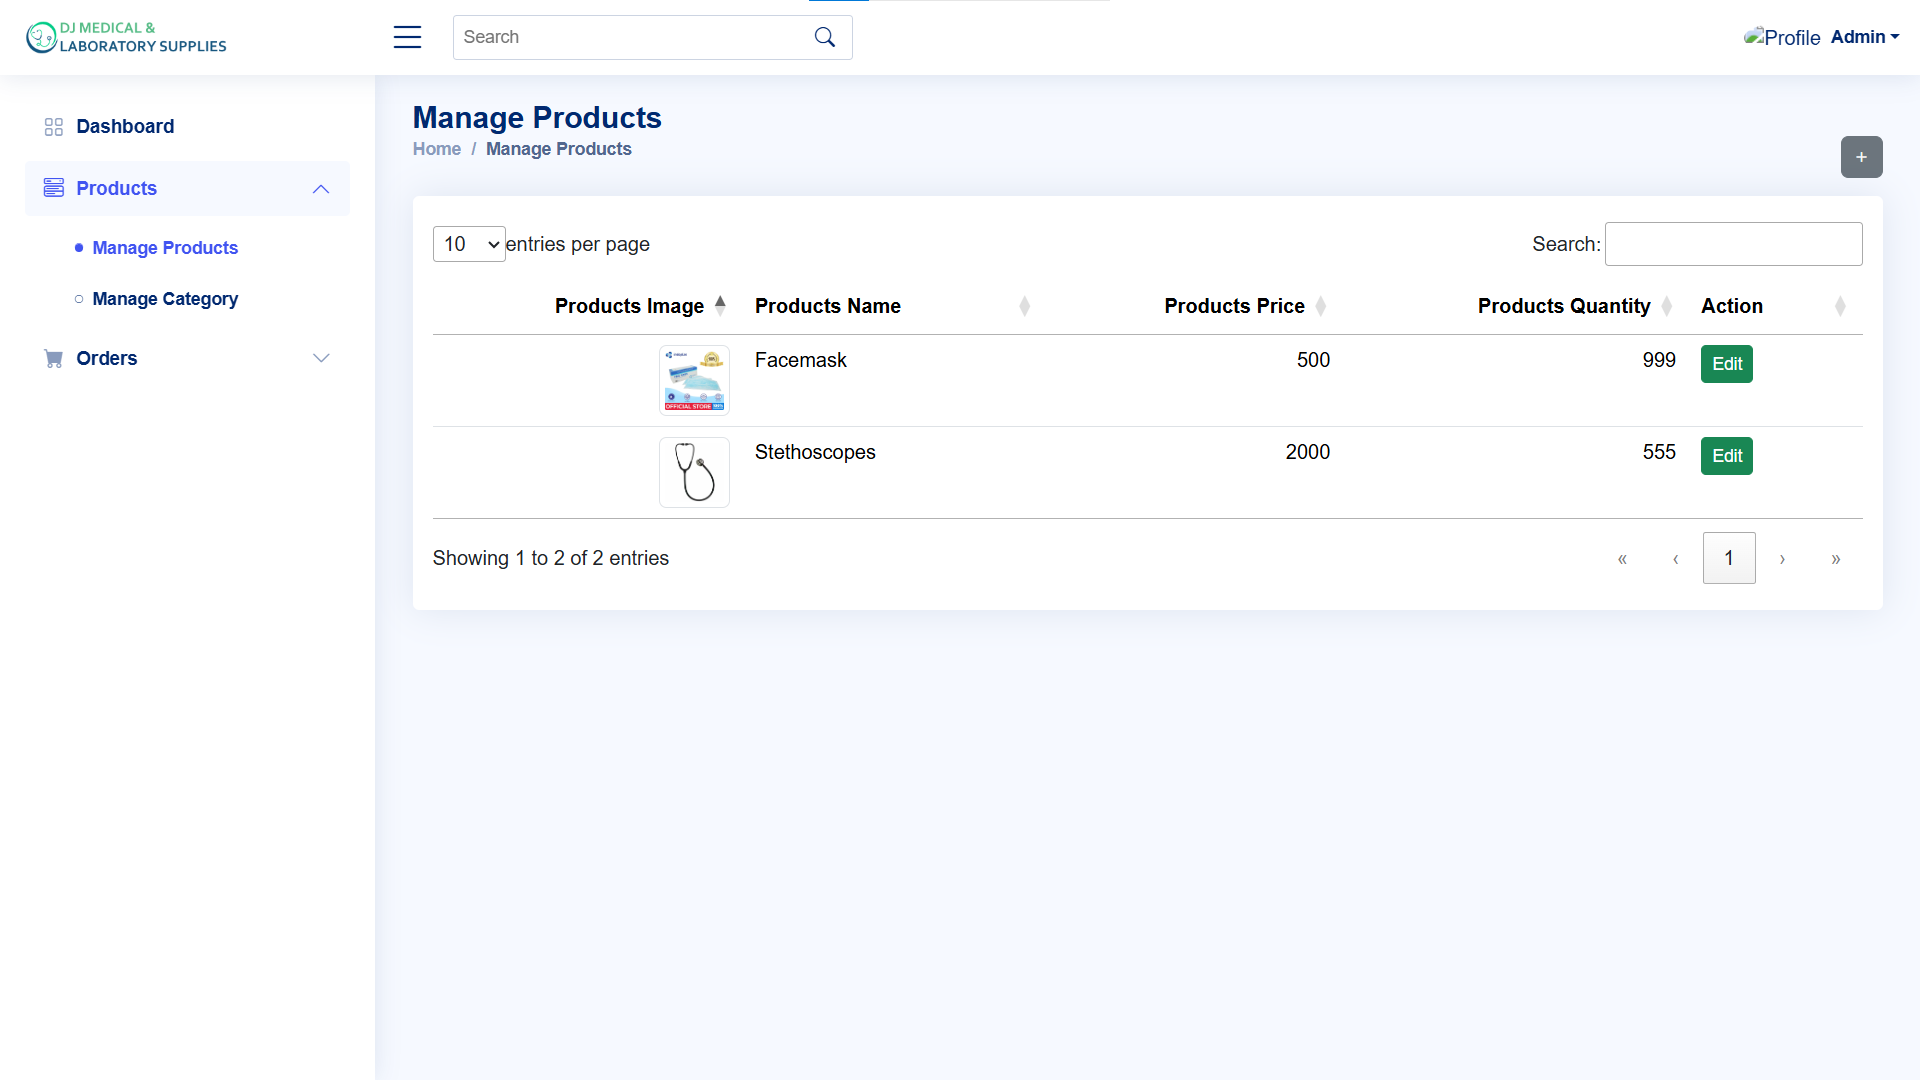 DJ MEDICAL &
LABORATORY SUPPLIES
Search
Profile Admin
Dashboard
Products
Manage Products
Manage Category
Orders
Manage Products
Home / Manage Products
+
10 entries per page
Search:
Products Image Products Name Products Price Products Quantity Action
OFFICIAL STORE
Facemask 500 999 Edit
Stethoscopes 2000 555 Edit
Showing 1 to 2 of 2 entries
« ‹ 1 › »